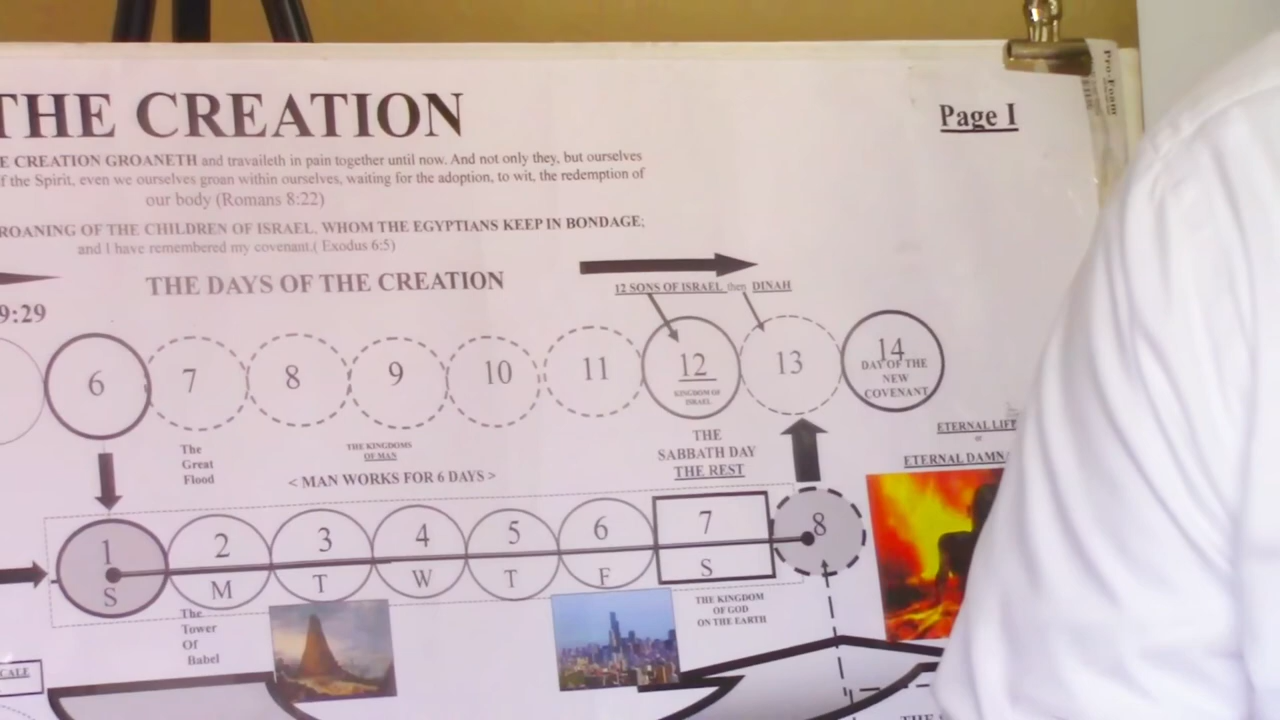 THE CREATION
Page I
E CREATION GROANETH and travaileth in pain together until now. And not only they, but ourselves
f the Spirit, even we ourselves groan within ourselves, waiting for the adoption, to wit, the redemption of
our body (Romans 8:22)
ROANING OF THE CHILDREN OF ISRAEL, WHOM THE EGYPTIANS KEEP IN BONDAGE;
and I have remembered my covenant.( Exodus 6:5)
THE DAYS OF THE CREATION
12 SONS OF ISRAEL then DINAH
9:29
6 7 8 9 10 11 12 13 14
KINGDOM OF
ISRAEL
DAY OF THE
NEW
COVENANT
The
Great
Flood
THE KINGDOMS
OF MAN
< MAN WORKS FOR 6 DAYS >
THE
SABBATH DAY
THE REST
ETERNAL LIFE
or
ETERNAL DAMNA
1 2 3 4 5 6 7 8
S M T W T F S
The
Tower
Of
Babel
THE KINGDOM
OF GOD
ON THE EARTH
CALE